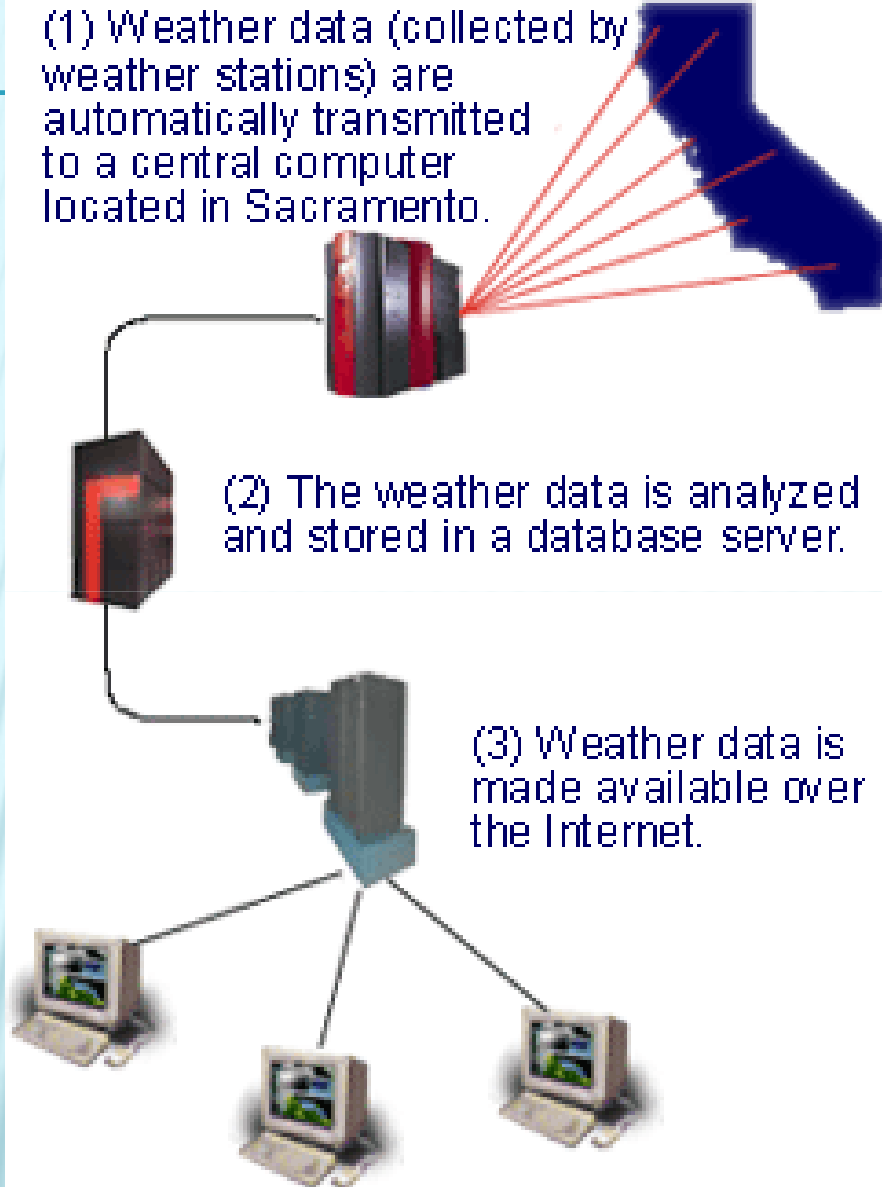 (1) Weather data (collected by
weather stations) are
automatically transmitted
to a central computer
located in Sacramento.
(2) The weather data is analyzed
and stored in a database server.
(3) Weather data is
made available over
the Internet.